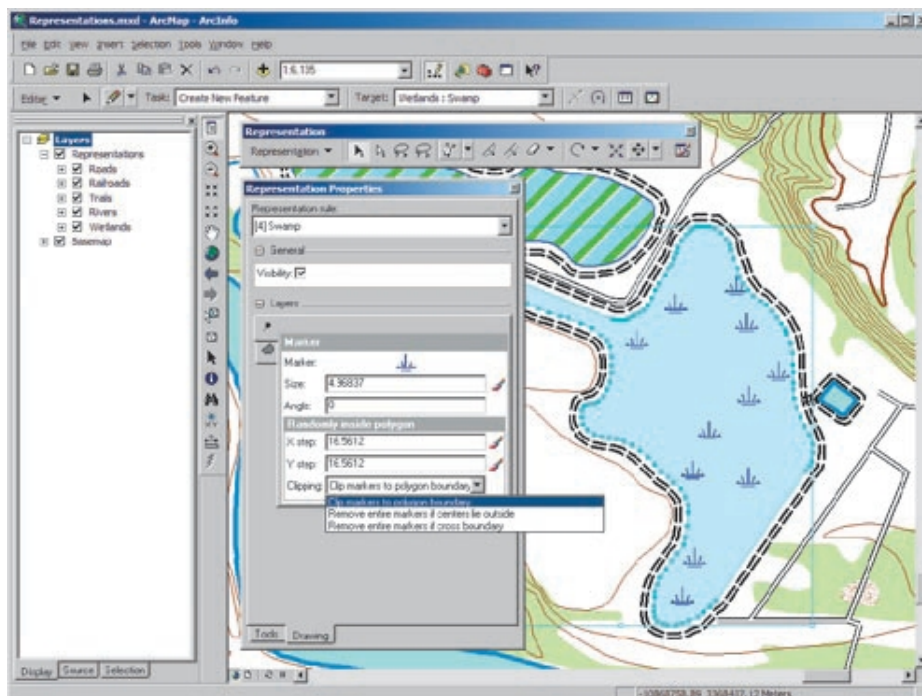 Representations.mxd - ArcMap - ArcInfo
File Edit View Insert Selection Tools Window Help
1:6,135
Editor Task: Create New Feature Target: Wetlands : Swamp
Layers
Representations
Roads
Railroads
Trails
Rivers
Wetlands
Basemap
Representation
Representation
Representation Properties
Representation rule:
[4] Swamp
General
Visibility:
Layers
Marker
Marker:
Size: 4.96837
Angle: 0
Randomly inside polygon
X step: 16.5612
Y step: 16.5612
Clipping: Clip markers to polygon boundary
Clip markers to polygon boundary
Remove entire markers if centers lie outside
Remove entire markers if cross boundary
Tools Drawing
Display Source Selection
Meters